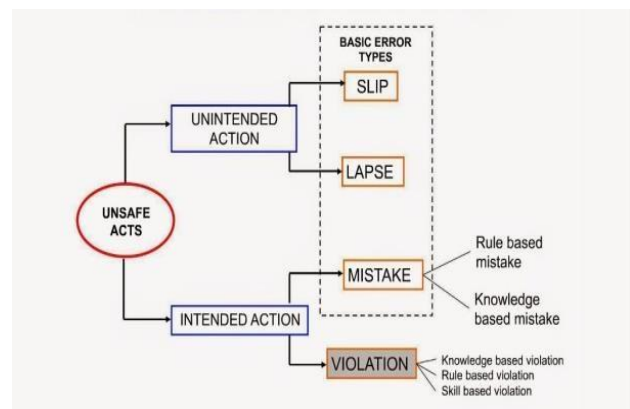 BASIC ERROR
TYPES
SLIP
UNINTENDED
ACTION
LAPSE
UNSAFE
ACTS
Rule based
mistake
MISTAKE
Knowledge
based mistake
INTENDED ACTION
VIOLATION
Knowledge based violation
Rule based violation
Skill based violation